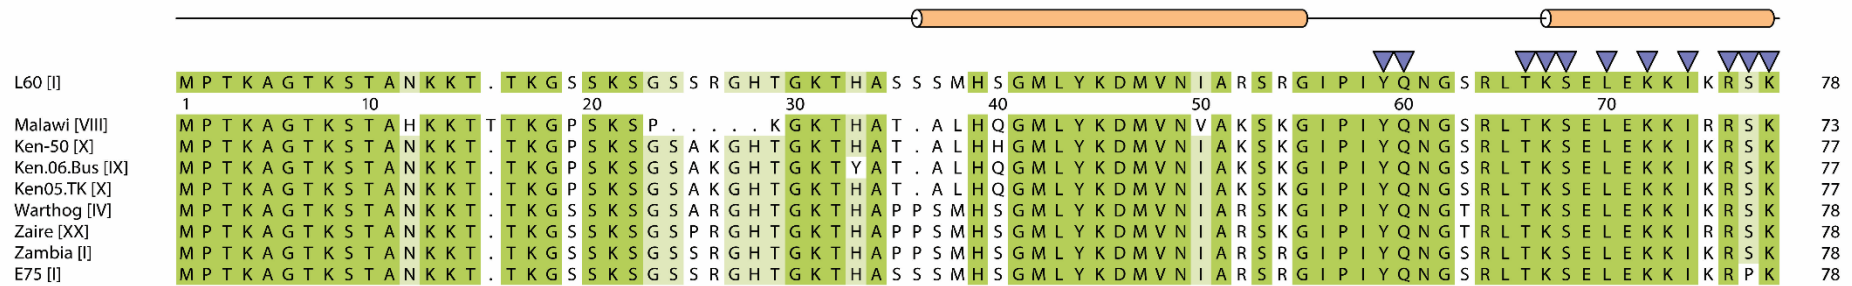 L60 [I] M P T K A G T K S T A N K K T . T K G S S K S G S S R G H T G K T H A S S S M H S G M L Y K D M V N I A R S R G I P I Y Q N G S R L T K S E L E K K I K R S K 78
1 10 20 30 40 50 60 70
Malawi [VIII] M P T K A G T K S T A H K K T T T K G P S K S P . . . . . K G K T H A T . A L H Q G M L Y K D M V N V A K S K G I P I Y Q N G S R L T K S E L E K K I R R S K 73
Ken-50 [X] M P T K A G T K S T A N K K T . T K G P S K S G S A K G H T G K T H A T . A L H H G M L Y K D M V N I A K S K G I P I Y Q N G S R L T K S E L E K K I K R S K 77
Ken.06.Bus [IX] M P T K A G T K S T A N K K T . T K G P S K S G S A K G H T G K T Y A T . A L H Q G M L Y K D M V N I A K S K G I P I Y Q N G S R L T K S E L E K K I K R S K 77
Ken05.TK [X] M P T K A G T K S T A N K K T . T K G P S K S G S A K G H T G K T H A T . A L H Q G M L Y K D M V N I A K S K G I P I Y Q N G S R L T K S E L E K K I K R S K 77
Warthog [IV] M P T K A G T K S T A N K K T . T K G S S K S G S A R G H T G K T H A P P S M H S G M L Y K D M V N I A R S K G I P I Y Q N G T R L T K S E L E K K I K R S K 78
Zaire [XX] M P T K A G T K S T A N K K T . T K G S S K S G S P R G H T G K T H A P P S M H S G M L Y K D M V N I A R S K G I P I Y Q N G T R L T K S E L E K K I R R S K 78
Zambia [I] M P T K A G T K S T A N K K T . T K G S S K S G S S R G H T G K T H A P P S M H S G M L Y K D M V N I A R S R G I P I Y Q N G S R L T K S E L E K K I K R S K 78
E75 [I] M P T K A G T K S T A N K K T . T K G S S K S G S S R G H T G K T H A S S S M H S G M L Y K D M V N I A R S R G I P I Y Q N G S R L T K S E L E K K I K R P K 78